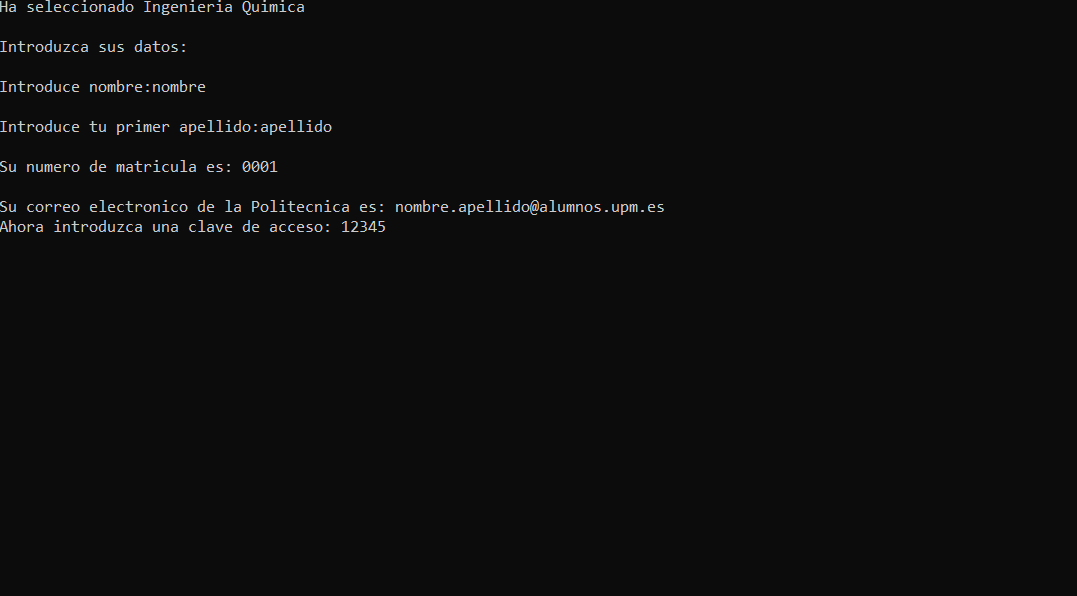 Ha seleccionado Ingenieria Quimica
Introduzca sus datos:
Introduce nombre:nombre
Introduce tu primer apellido:apellido
Su numero de matricula es: 0001
Su correo electronico de la Politecnica es: nombre.apellido@alumnos.upm.es
Ahora introduzca una clave de acceso: 12345